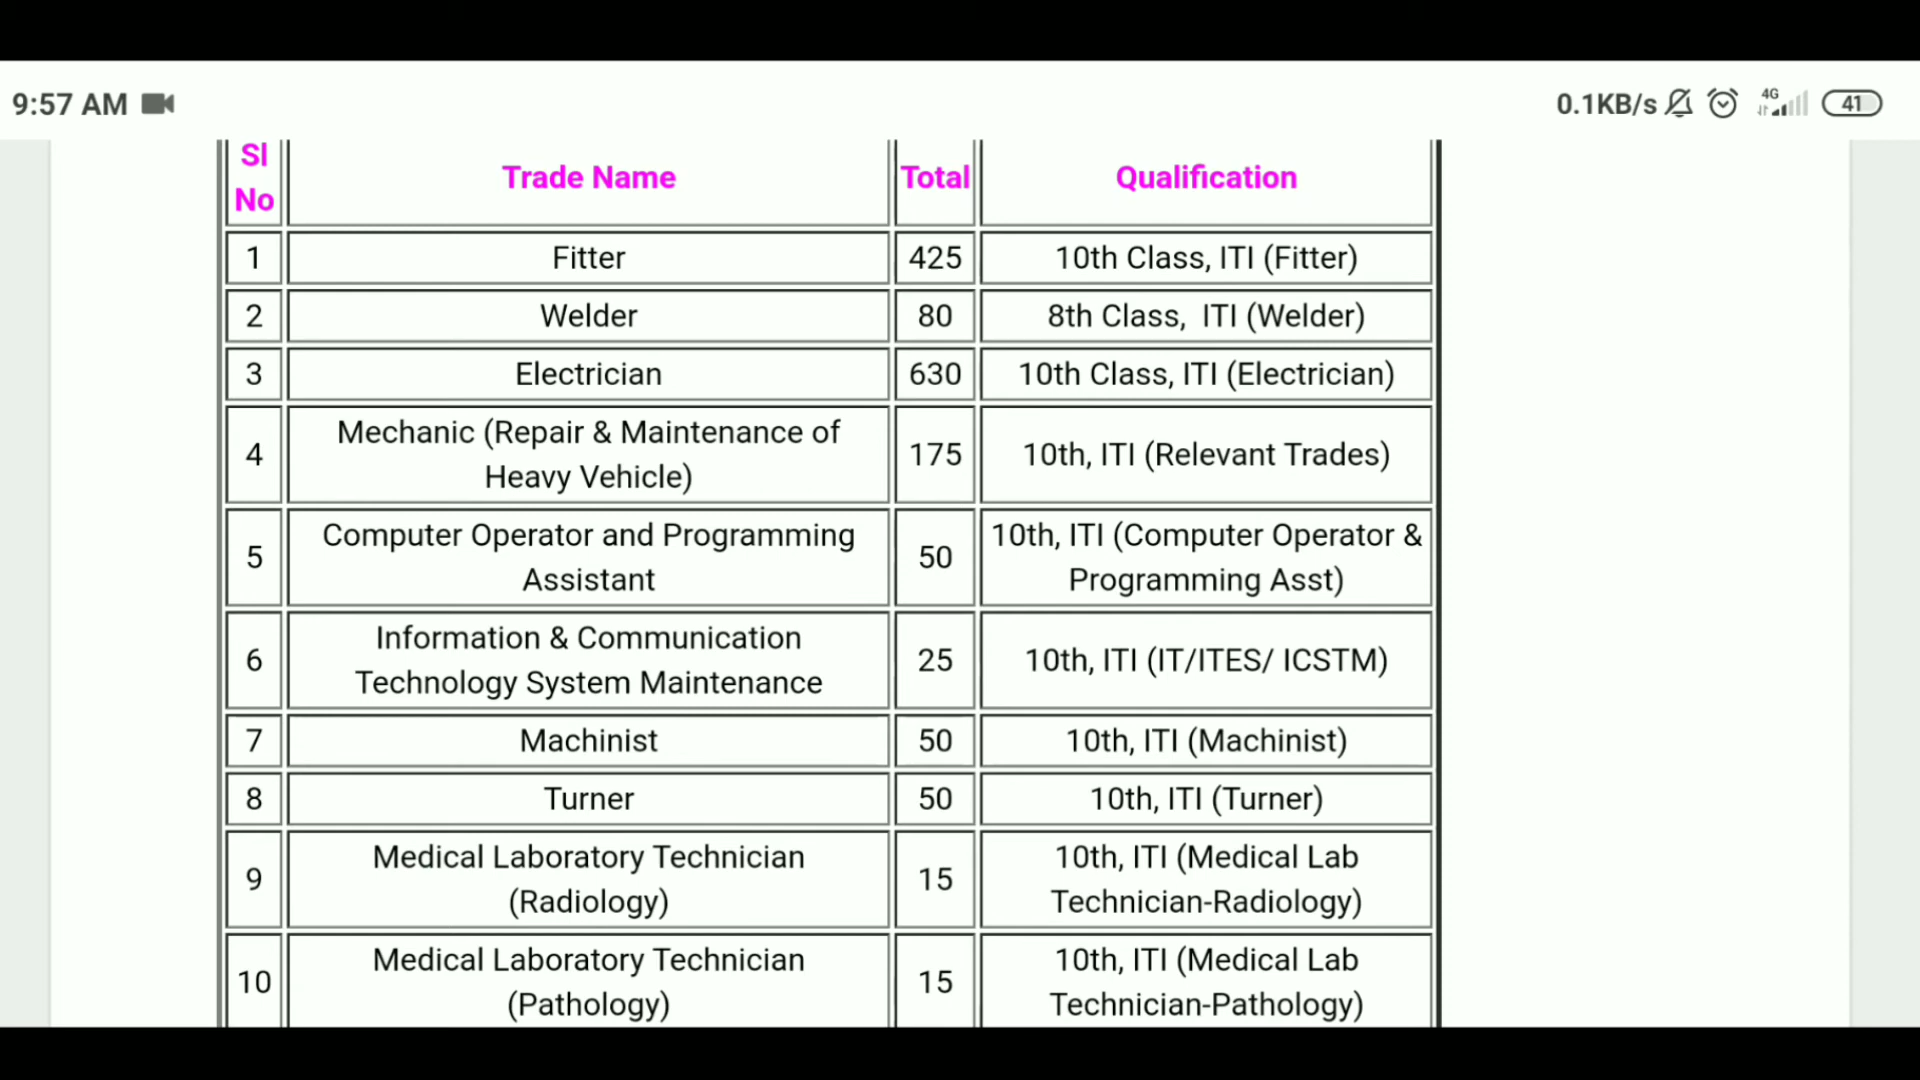 9:57 AM
0.1KB/s 4G 41
Sl No Trade Name Total Qualification
1 Fitter 425 10th Class, ITI (Fitter)
2 Welder 80 8th Class, ITI (Welder)
3 Electrician 630 10th Class, ITI (Electrician)
4 Mechanic (Repair & Maintenance of
Heavy Vehicle) 175 10th, ITI (Relevant Trades)
5 Computer Operator and Programming
Assistant 50 10th, ITI (Computer Operator &
Programming Asst)
6 Information & Communication
Technology System Maintenance 25 10th, ITI (IT/ITES/ ICSTM)
7 Machinist 50 10th, ITI (Machinist)
8 Turner 50 10th, ITI (Turner)
9 Medical Laboratory Technician
(Radiology) 15 10th, ITI (Medical Lab
Technician-Radiology)
10 Medical Laboratory Technician
(Pathology) 15 10th, ITI (Medical Lab
Technician-Pathology)